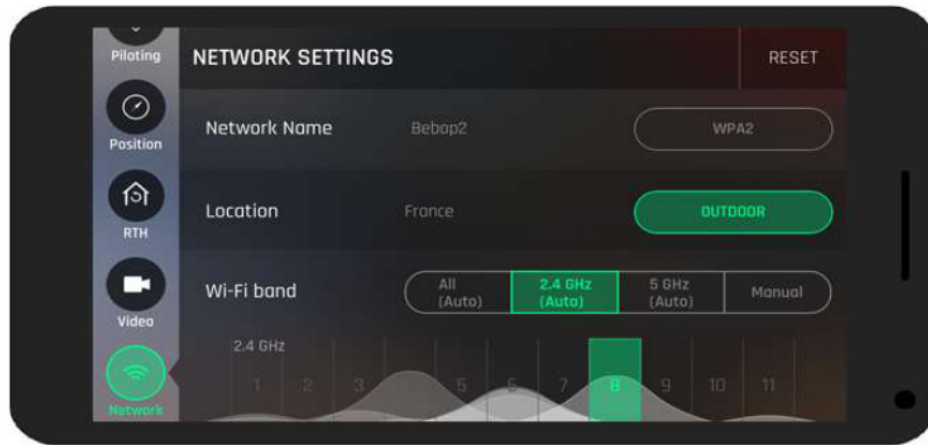 Piloting
NETWORK SETTINGS
RESET
Position
Network Name
Bebop2
WPA2
RTH
Location
France
OUTDOOR
Video
Wi-Fi band
All
(Auto)
2.4 GHz
(Auto)
5 GHz
(Auto)
Manual
2.4 GHz
1 2 3 5 6 7 8 9 10 11
Network